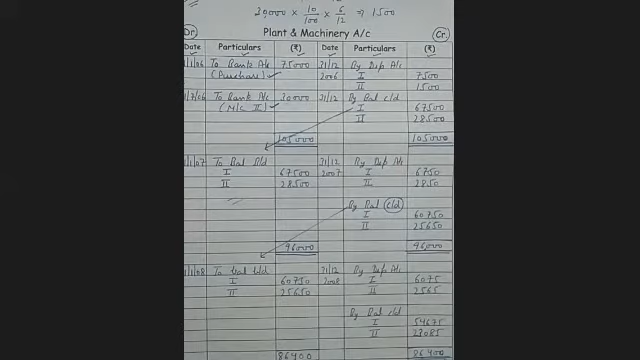 30,000 × 10/100 × 6/12 ⇒ 1500
Plant & Machinery A/c
Dr Cr.
Date Particulars (₹) Date Particulars (₹)
1/1/06 To Bank A/c 75000 31/12 By Dep A/c
(Purchase) 2006 I 7500
II 1500
1/7/06 To Bank A/c 30000 31/12 By Bal c/d
(M/C II) I 67500
II 28500
105000 105000
1/1/07 To Bal b/d 31/12 By Dep A/c
I 67500 2007 I 6750
II 28500 II 2850
By Bal c/d
I 60750
II 25650
96000 96000
1/1/08 To Bal b/d 31/12 By Dep A/c
I 60750 2008 I 6075
II 25650 II 2565
By Bal c/d
I 54675
II 23085
86400 86400